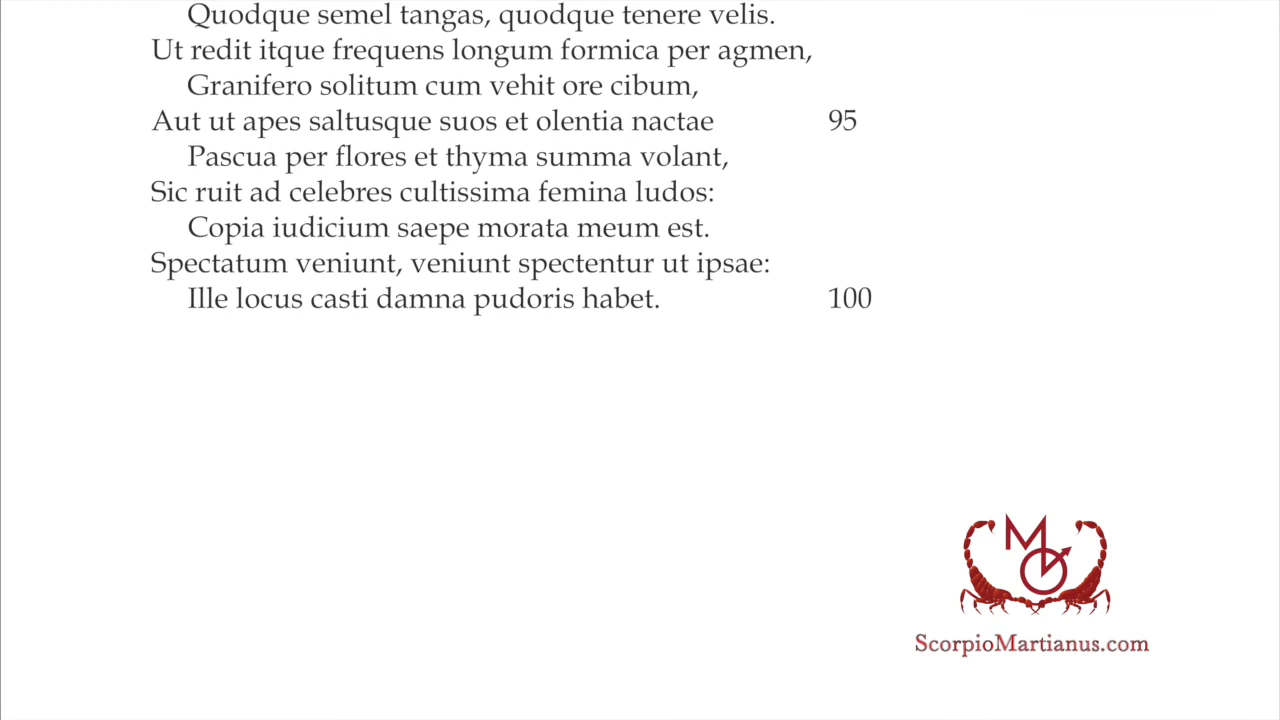 Quodque semel tangas, quodque tenere velis.
Ut redit itque frequens longum formica per agmen,
Granifero solitum cum vehit ore cibum,
Aut ut apes saltusque suos et olentia nactae 95
Pascua per flores et thyma summa volant,
Sic ruit ad celebres cultissima femina ludos:
Copia iudicium saepe morata meum est.
Spectatum veniunt, veniunt spectentur ut ipsae:
Ille locus casti damna pudoris habet. 100
ScorpioMartianus.com